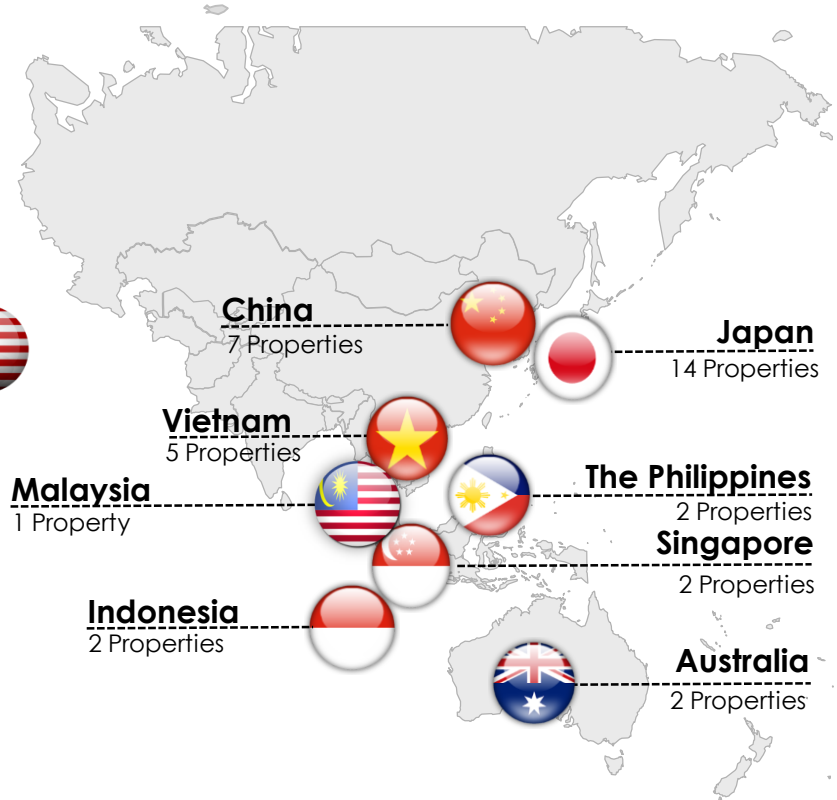 China
7 Properties
Japan
14 Properties
Vietnam
5 Properties
Malaysia
1 Property
The Philippines
2 Properties
Singapore
2 Properties
Indonesia
2 Properties
Australia
2 Properties